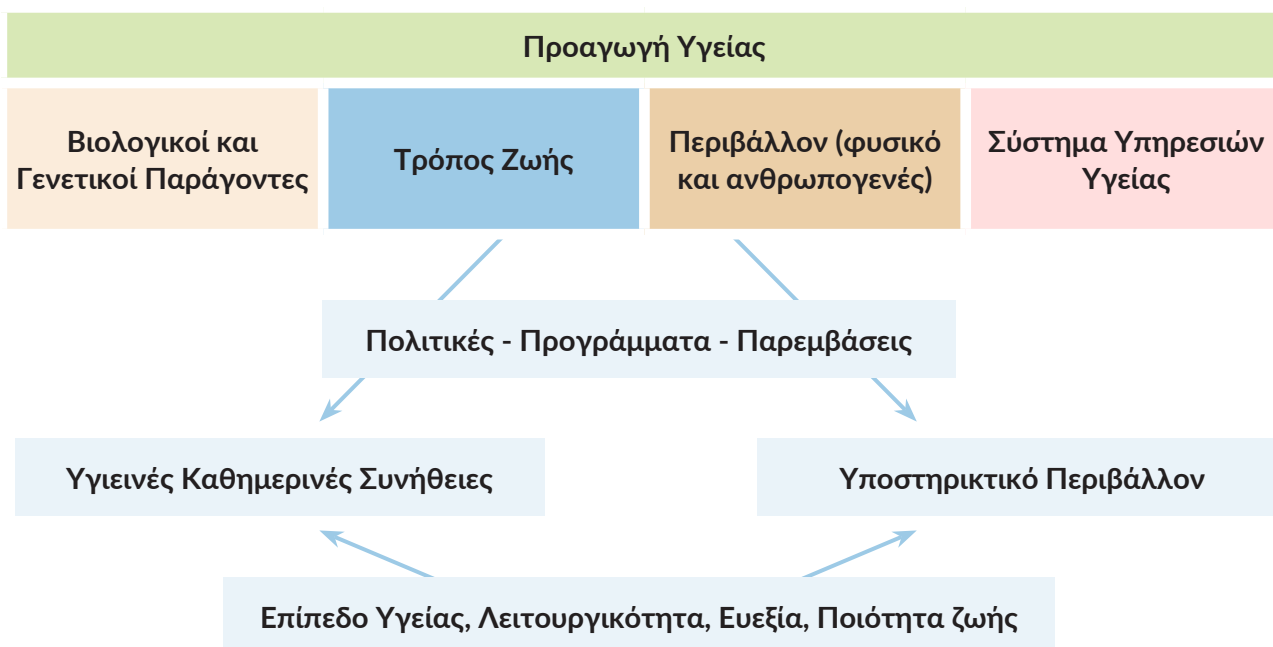 Προαγωγή Υγείας
Βιολογικοί και
Γενετικοί Παράγοντες
Τρόπος Ζωής
Περιβάλλον (φυσικό
και ανθρωπογενές)
Σύστημα Υπηρεσιών
Υγείας
Πολιτικές - Προγράμματα - Παρεμβάσεις
Υγιεινές Καθημερινές Συνήθειες
Υποστηρικτικό Περιβάλλον
Επίπεδο Υγείας, Λειτουργικότητα, Ευεξία, Ποιότητα ζωής